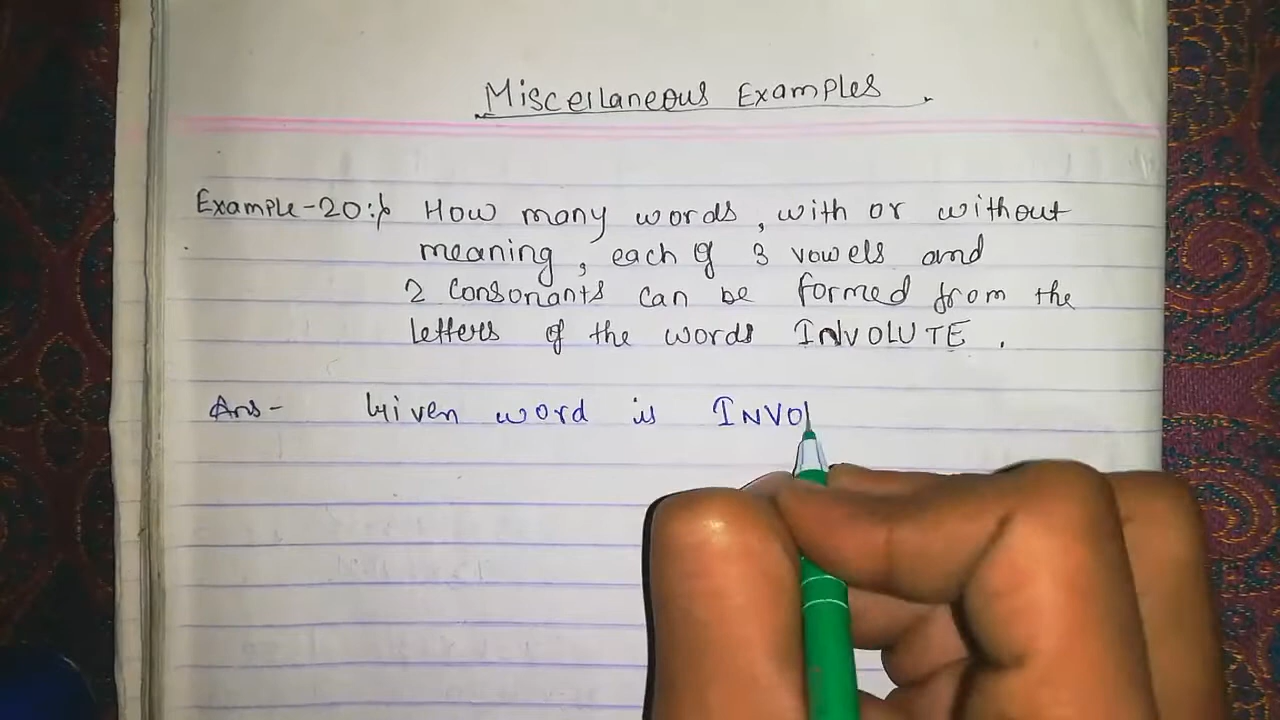 Miscellaneous Examples
Example-20:- How many words, with or without
meaning, each of 3 vowels and
2 Consonants can be formed from the
letters of the words INVOLUTE.
Ans- Given word is INVOL